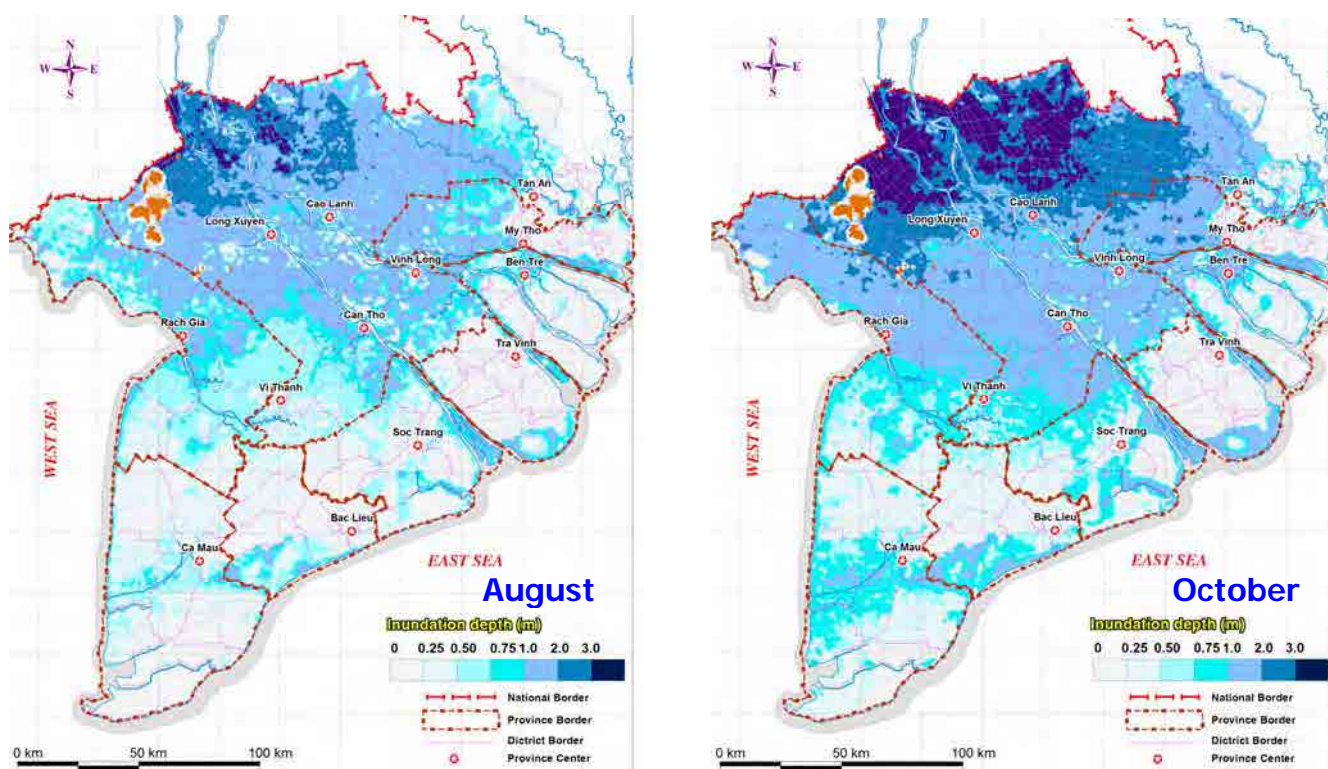 N
W E
S
Tan An
Cao Lanh
Long Xuyen
My Tho
Vinh Long
Ben Tre
Rach Gia
Can Tho
Tra Vinh
Vi Thanh
WEST SEA
Soc Trang
Bac Lieu
Ca Mau
EAST SEA
August
Inundation depth (m)
0 0.25 0.50 0.75 1.0 2.0 3.0
National Border
Province Border
Dictrict Border
Province Center
0 km 50 km 100 km
N
W E
S
Tan An
Cao Lanh
Long Xuyen
My Tho
Vinh Long
Ben Tre
Rach Gia
Can Tho
Tra Vinh
Vi Thanh
WEST SEA
Soc Trang
Bac Lieu
Ca Mau
EAST SEA
October
Inundation depth (m)
0 0.25 0.50 0.75 1.0 2.0 3.0
National Border
Province Border
Dictrict Border
Province Center
0 km 50 km 100 km